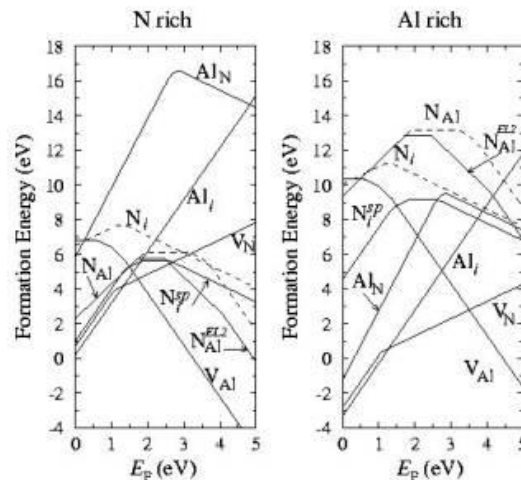 N rich
Al rich
Formation Energy (eV)
18
16
14
12
10
8
6
4
2
0
-2
-4
Al_N
Al_i
N_i
V_N
N_Al
N_i^sp
N_Al^EL2
V_Al
0 1 2 3 4 5
E_F (eV)
Formation Energy (eV)
18
16
14
12
10
8
6
4
2
0
-2
-4
N_Al
N_Al^EL2
N_i
N_i^sp
Al_N
Al_i
V_N
V_Al
0 1 2 3 4 5
E_F (eV)